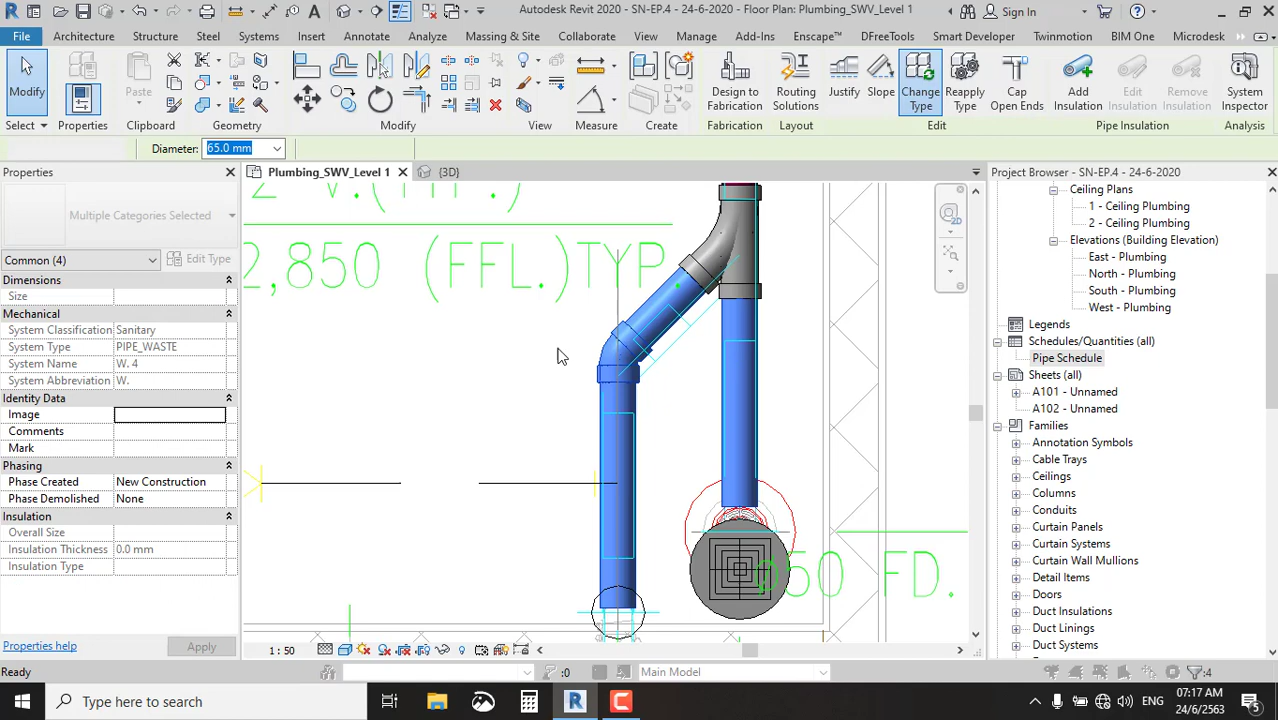 Autodesk Revit 2020 - SN-EP.4 - 24-6-2020 - Floor Plan: Plumbing_SWV_Level 1
Sign In
File Architecture Structure Steel Systems Insert Annotate Analyze Massing & Site Collaborate View Manage Add-Ins Enscape™ DFreeTools Smart Developer Twinmotion BIM One Microdesk
Modify Properties Paste Design to Fabrication Routing Solutions Justify Slope Change Type Reapply Type Cap Open Ends Add Insulation Edit Insulation Remove Insulation System Inspector
Select Properties Clipboard Geometry Modify View Measure Create Fabrication Layout Edit Pipe Insulation Analysis
Diameter: 65.0 mm
Properties
Multiple Categories Selected
Common (4) Edit Type
Dimensions
Size
Mechanical
System Classification Sanitary
System Type PIPE_WASTE
System Name W. 4
System Abbreviation W.
Identity Data
Image
Comments
Mark
Phasing
Phase Created New Construction
Phase Demolished None
Insulation
Overall Size
Insulation Thickness 0.0 mm
Insulation Type
Properties help Apply
Plumbing_SWV_Level 1 {3D}
2,850 (FFL.)TYP.
2D
Ø50 FD.
1 : 50
Project Browser - SN-EP.4 - 24-6-2020
Ceiling Plans
1 - Ceiling Plumbing
2 - Ceiling Plumbing
Elevations (Building Elevation)
East - Plumbing
North - Plumbing
South - Plumbing
West - Plumbing
Legends
Schedules/Quantities (all)
Pipe Schedule
Sheets (all)
A101 - Unnamed
A102 - Unnamed
Families
Annotation Symbols
Cable Trays
Ceilings
Columns
Conduits
Curtain Panels
Curtain Systems
Curtain Wall Mullions
Detail Items
Doors
Duct Insulations
Duct Linings
Duct Systems
Ready :0 Main Model :4
Type here to search
ENG
07:17 AM
24/6/2563
5